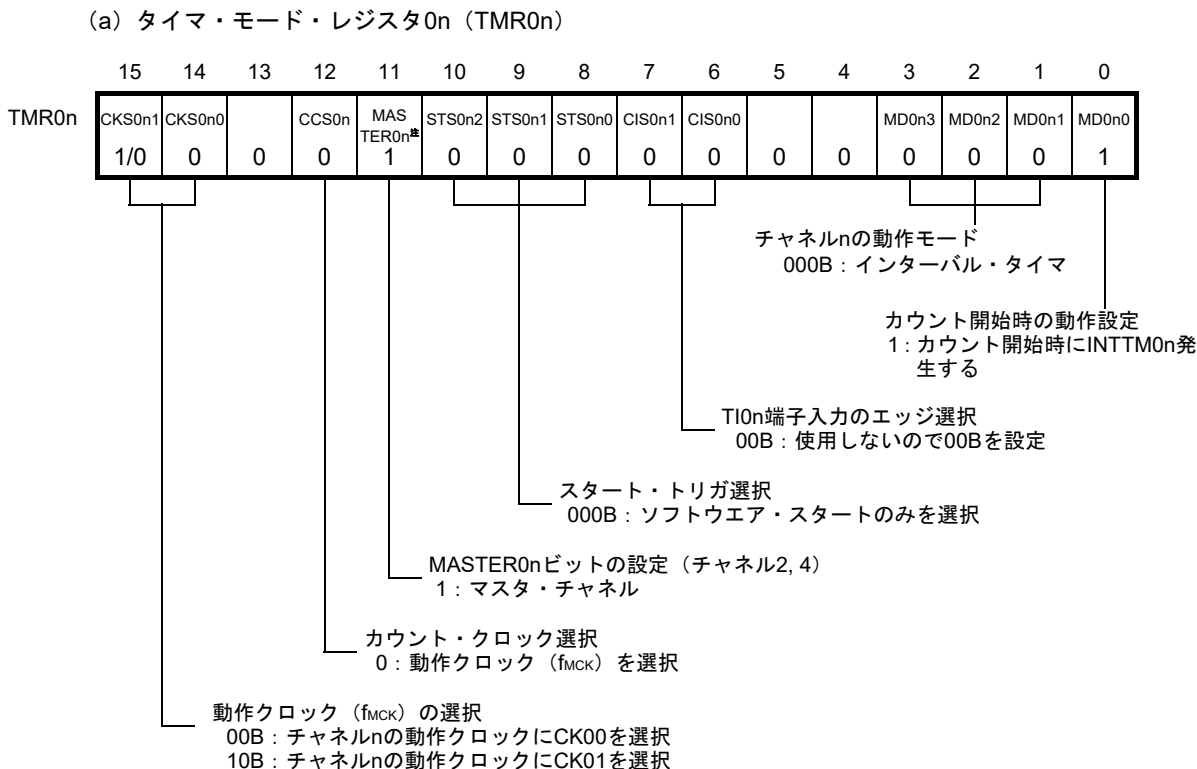 (a) タイマ・モード・レジスタ0n(TMR0n)
15 14 13 12 11 10 9 8 7 6 5 4 3 2 1 0
TMR0n CKS0n1 CKS0n0 CCS0n MAS TER0n注 STS0n2 STS0n1 STS0n0 CIS0n1 CIS0n0 MD0n3 MD0n2 MD0n1 MD0n0
1/0 0 0 0 1 0 0 0 0 0 0 0 0 0 0 1
チャネルnの動作モード
000B:インターバル・タイマ
カウント開始時の動作設定
1:カウント開始時にINTTM0n発
生する
TI0n端子入力のエッジ選択
00B:使用しないので00Bを設定
スタート・トリガ選択
000B:ソフトウエア・スタートのみを選択
MASTER0nビットの設定(チャネル2, 4)
1:マスタ・チャネル
カウント・クロック選択
0:動作クロック(fMCK)を選択
動作クロック(fMCK)の選択
00B:チャネルnの動作クロックにCK00を選択
10B:チャネルnの動作クロックにCK01を選択